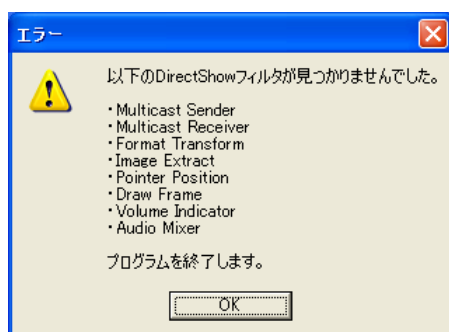 エラー
以下のDirectShowフィルタが見つかりませんでした。
・Multicast Sender
・Multicast Receiver
・Format Transform
・Image Extract
・Pointer Position
・Draw Frame
・Volume Indicator
・Audio Mixer
プログラムを終了します。
OK